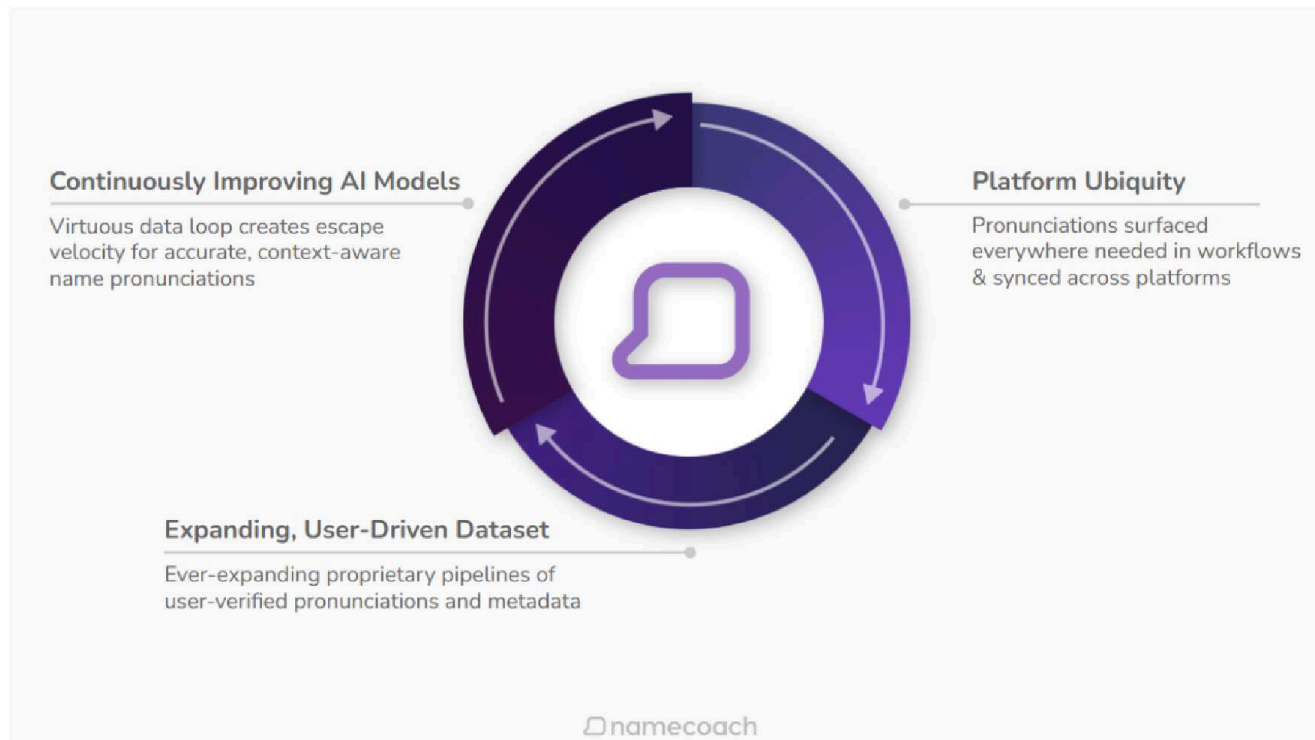 Continuously Improving AI Models
Virtuous data loop creates escape
velocity for accurate, context-aware
name pronunciations
Platform Ubiquity
Pronunciations surfaced
everywhere needed in workflows
& synced across platforms
Expanding, User-Driven Dataset
Ever-expanding proprietary pipelines of
user-verified pronunciations and metadata
namecoach